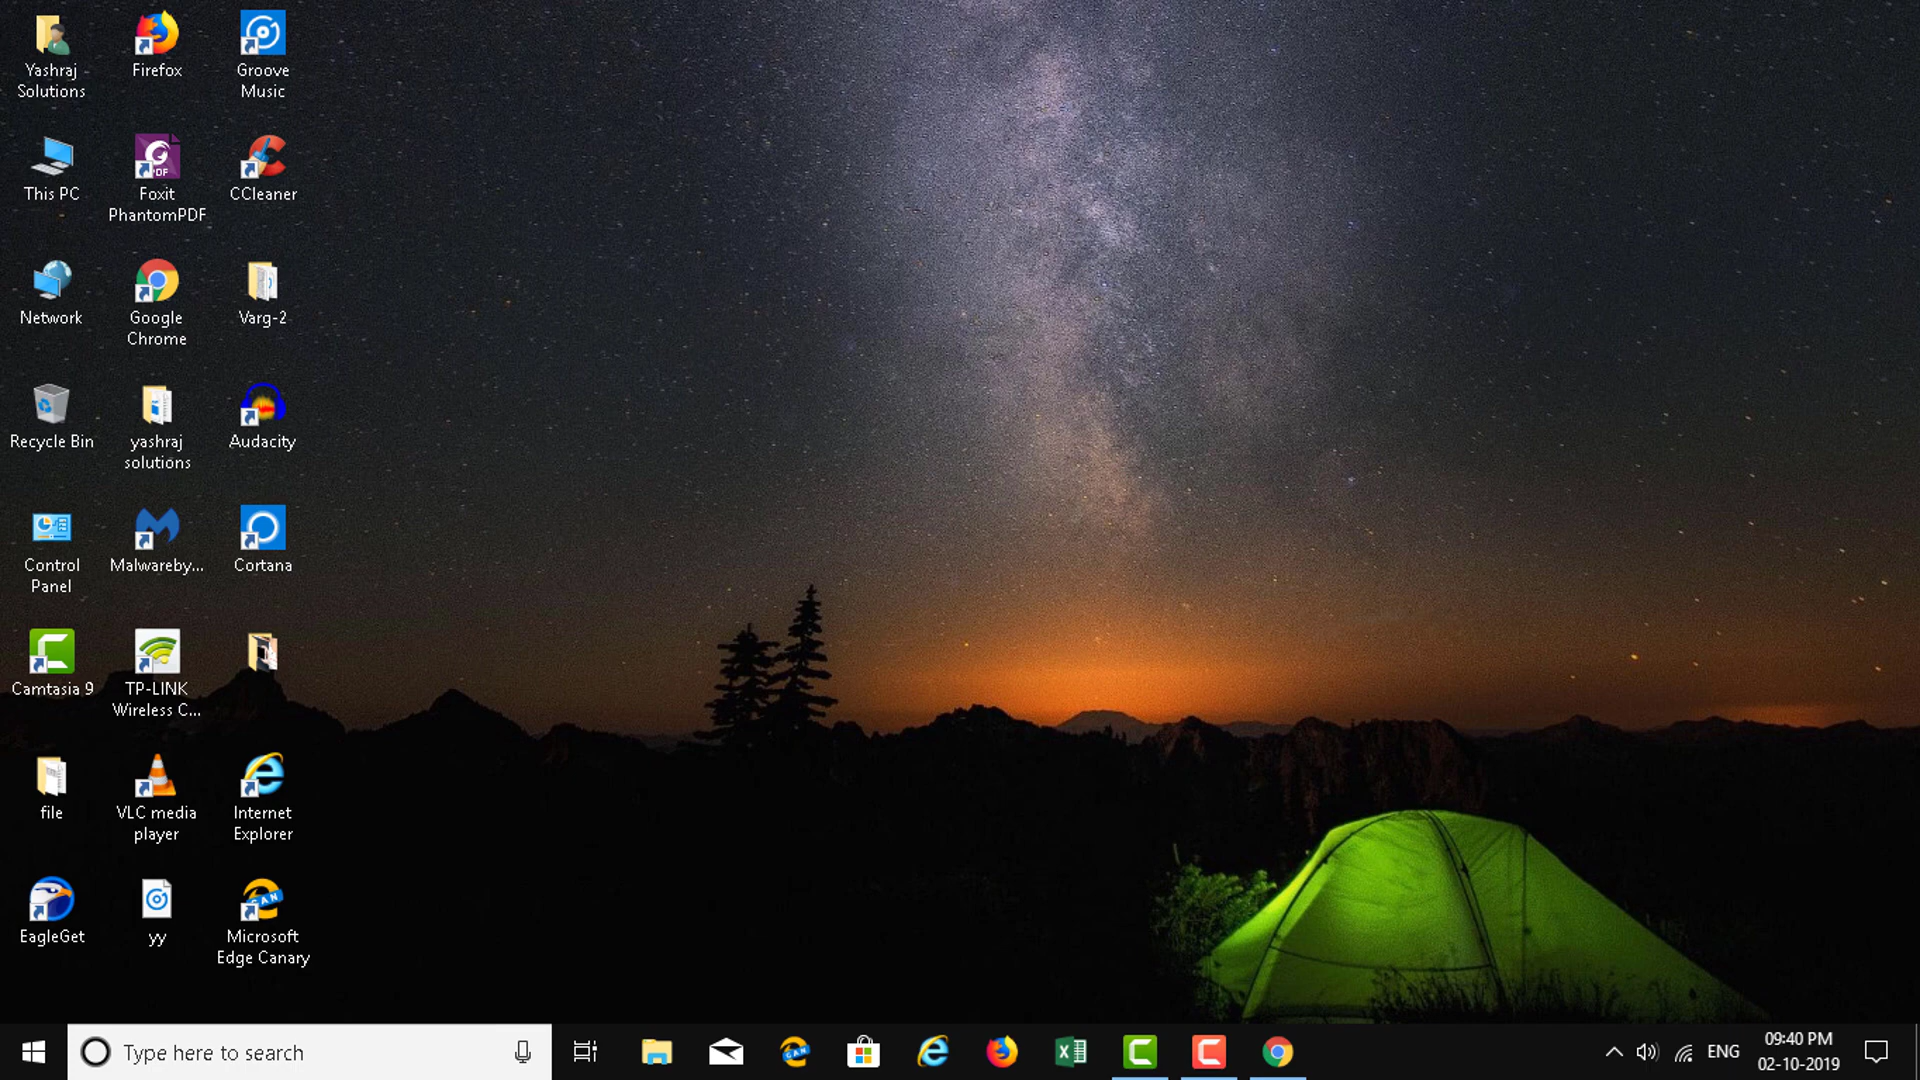 Yashraj
Solutions
Firefox
Groove
Music
This PC
Foxit
PhantomPDF
CCleaner
Network
Google
Chrome
Varg-2
Recycle Bin
yashraj
solutions
Audacity
Control
Panel
Malwareby...
Cortana
Camtasia 9
TP-LINK
Wireless C...
file
VLC media
player
Internet
Explorer
EagleGet
yy
Microsoft
Edge Canary
Type here to search
ENG
09:40 PM
02-10-2019